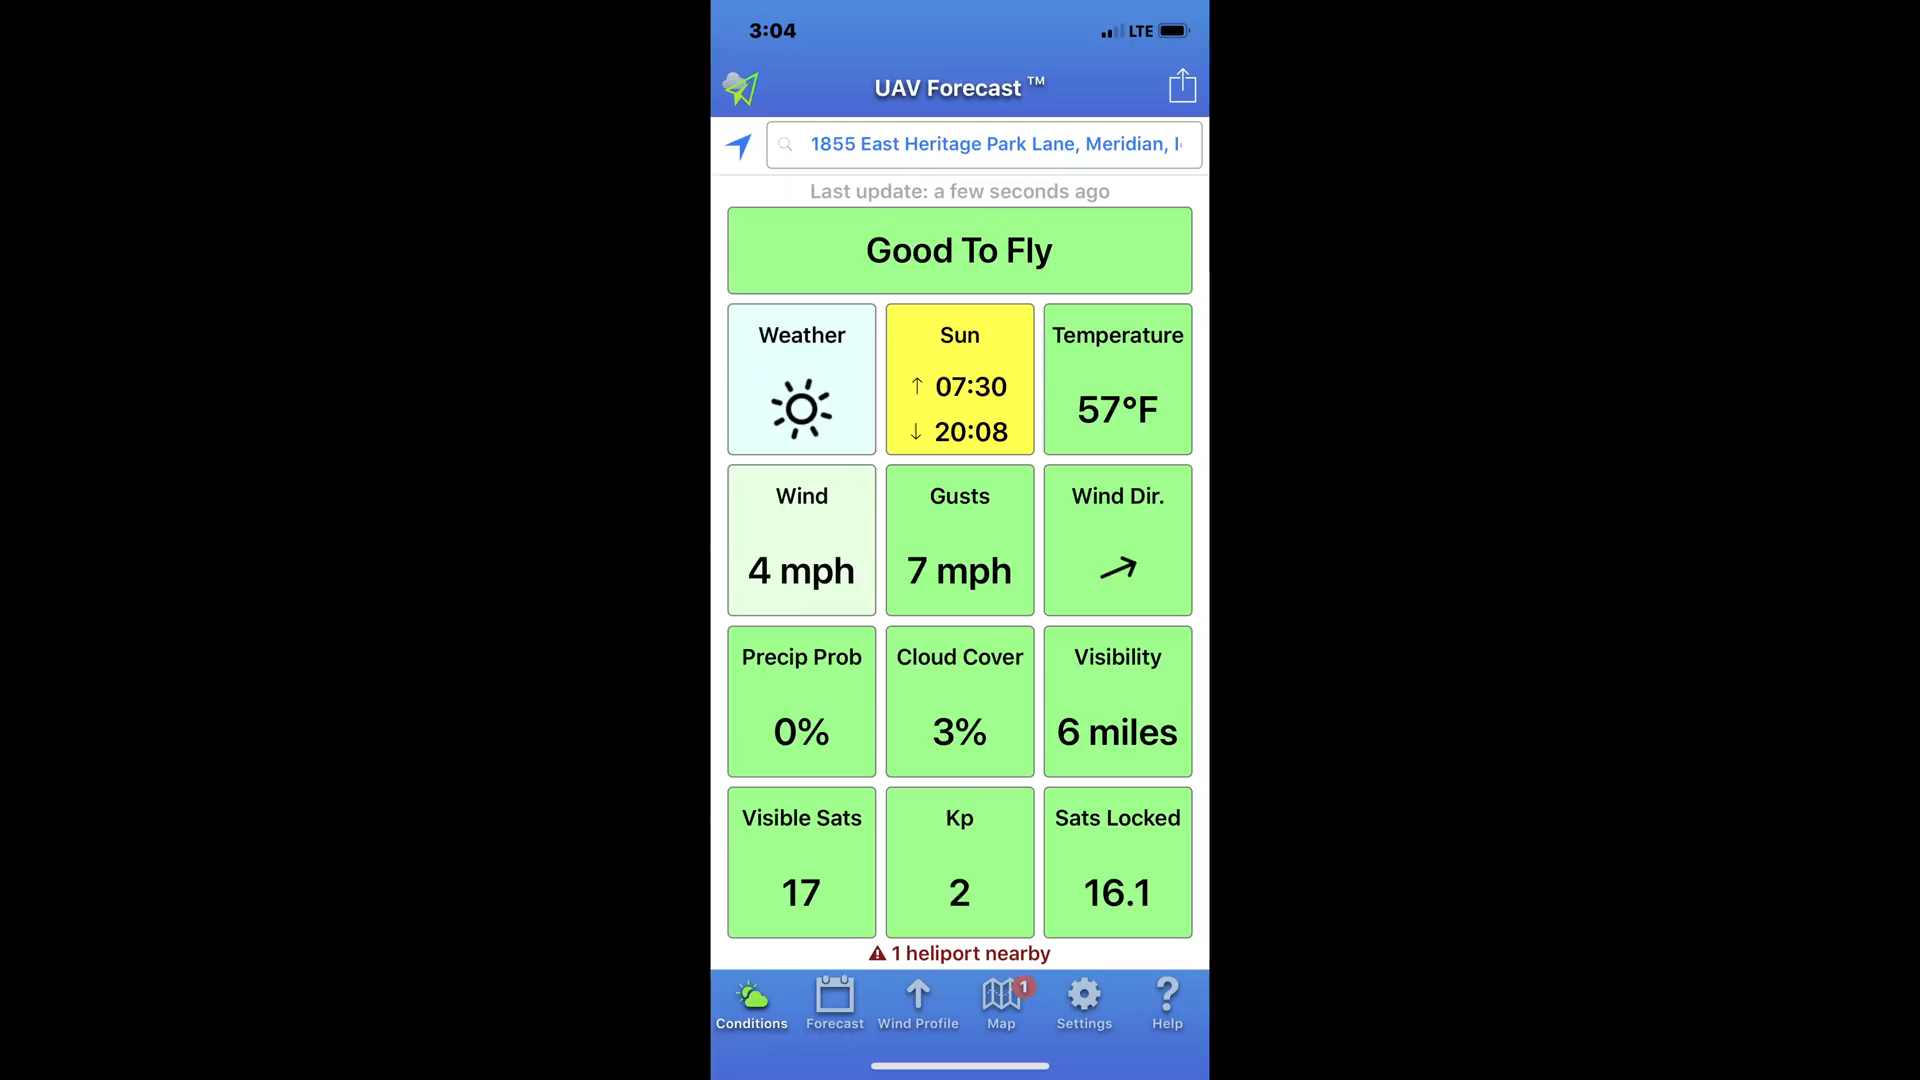 3:04
LTE
UAV Forecast ™
1855 East Heritage Park Lane, Meridian, I
Last update: a few seconds ago
Good To Fly
Weather
Sun
↑ 07:30
↓ 20:08
Temperature
57°F
Wind
4 mph
Gusts
7 mph
Wind Dir.
Precip Prob
0%
Cloud Cover
3%
Visibility
6 miles
Visible Sats
17
Kp
2
Sats Locked
16.1
1 heliport nearby
Conditions
Forecast
Wind Profile
1
Map
Settings
Help